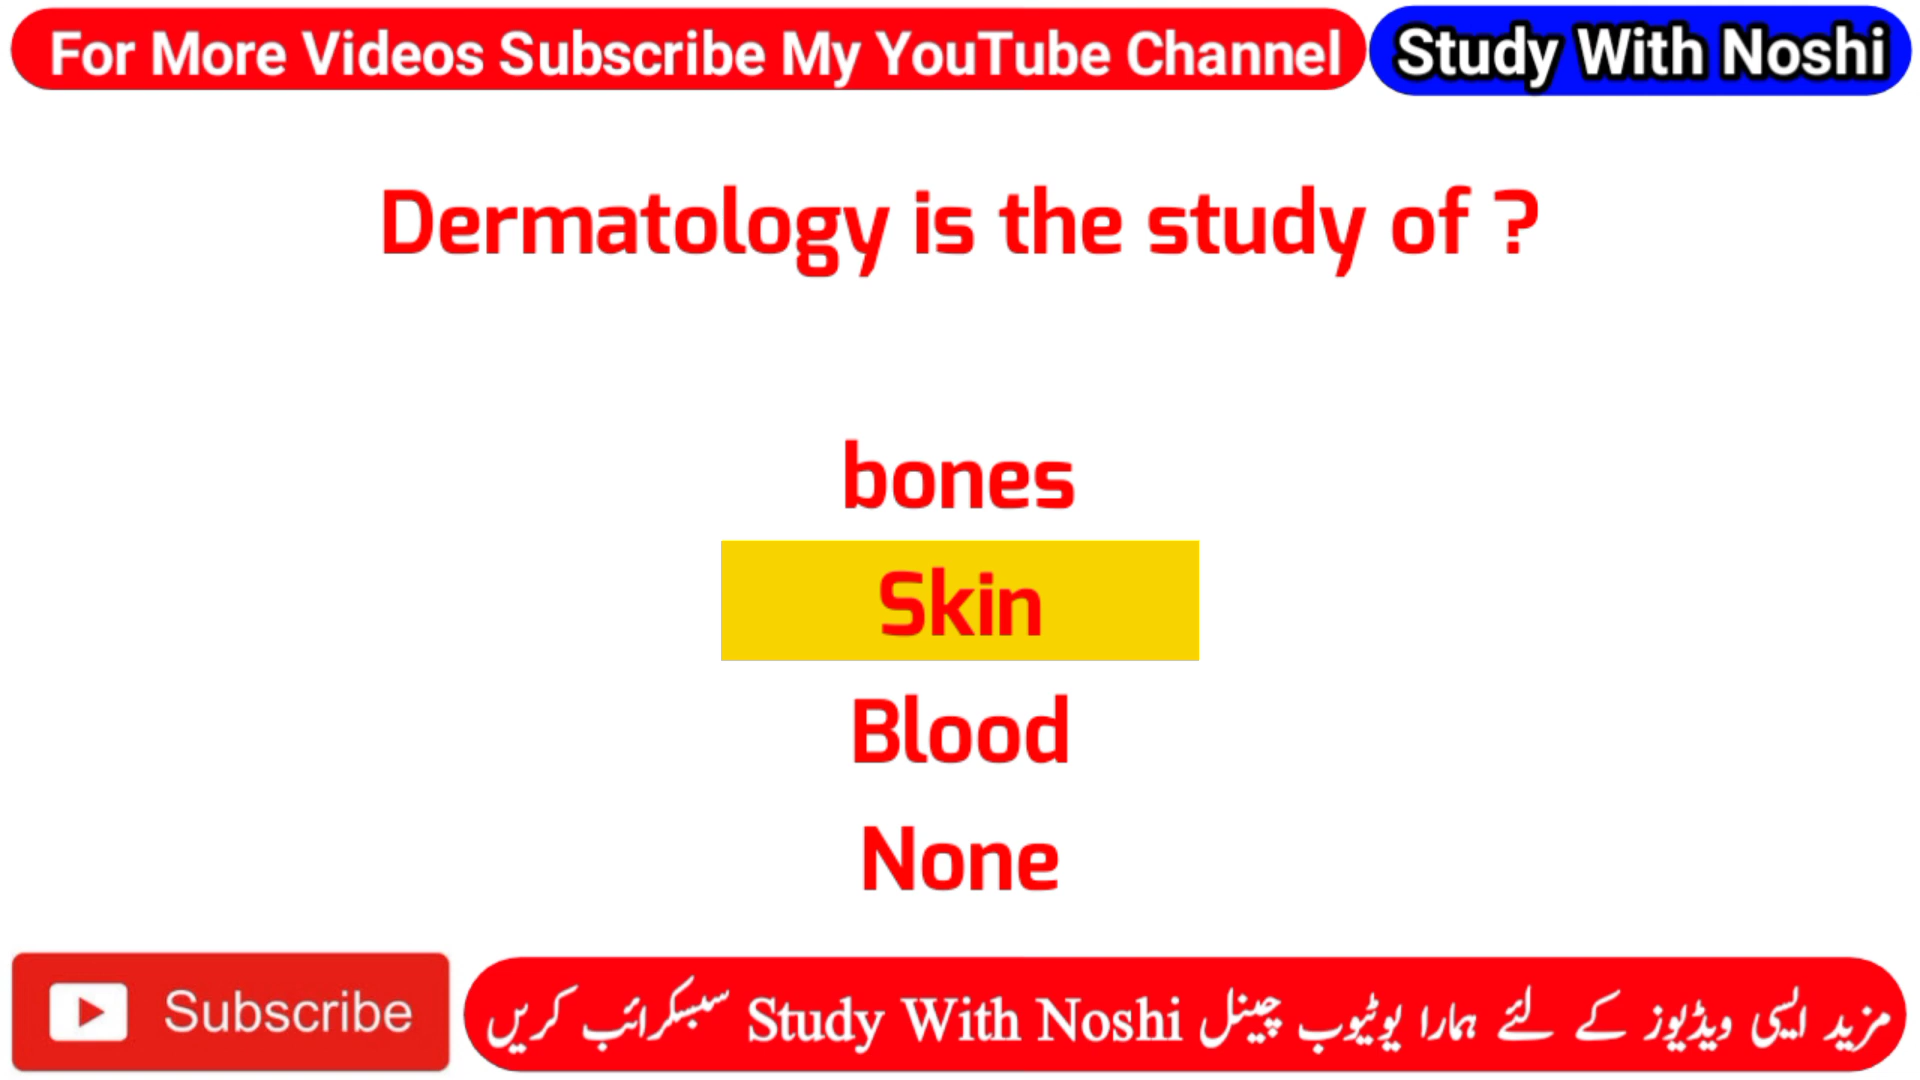 For More Videos Subscribe My YouTube Channel Study With Noshi
Dermatology is the study of ?
bones
Skin
Blood
None
Subscribe
مزید ایسی ویڈیوز کے لئے ہمارا یوٹیوب چینل Study With Noshi سبسکرائب کریں